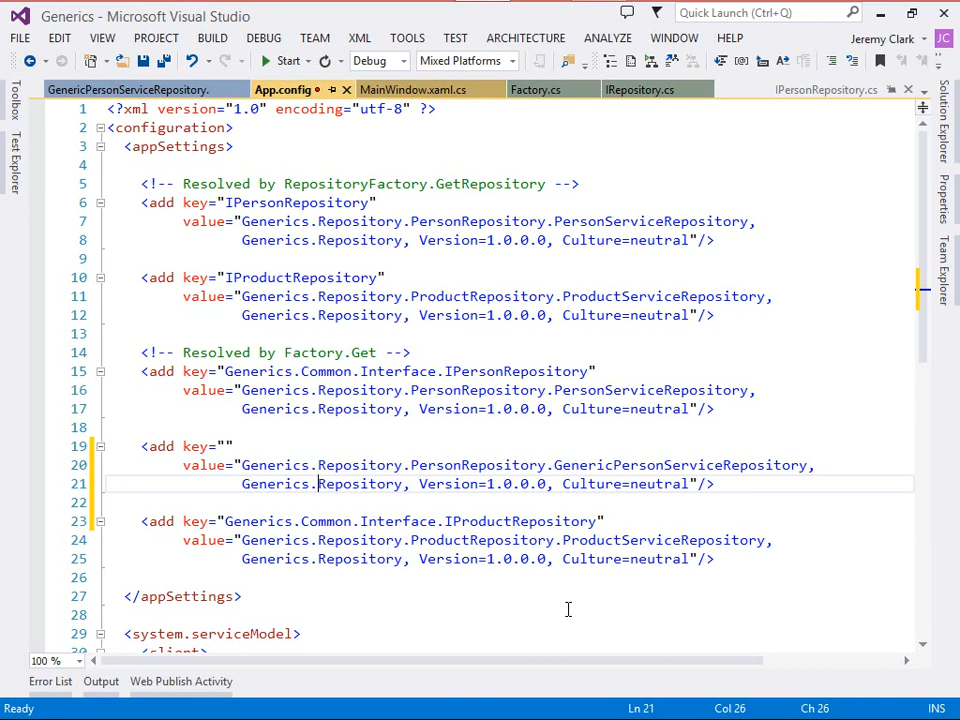 Generics - Microsoft Visual Studio
Quick Launch (Ctrl+Q)
FILE EDIT VIEW PROJECT BUILD DEBUG TEAM XML TOOLS TEST ARCHITECTURE ANALYZE WINDOW HELP Jeremy Clark JC
Start Debug Mixed Platforms
GenericPersonServiceRepository. App.config MainWindow.xaml.cs Factory.cs IRepository.cs IPersonRepository.cs
Toolbox
Test Explorer
Solution Explorer
Properties
Team Explorer
1 <?xml version="1.0" encoding="utf-8" ?>
2 <configuration>
3 <appSettings>
4
5 <!-- Resolved by RepositoryFactory.GetRepository -->
6 <add key="IPersonRepository"
7 value="Generics.Repository.PersonRepository.PersonServiceRepository,
8 Generics.Repository, Version=1.0.0.0, Culture=neutral"/>
9
10 <add key="IProductRepository"
11 value="Generics.Repository.ProductRepository.ProductServiceRepository,
12 Generics.Repository, Version=1.0.0.0, Culture=neutral"/>
13
14 <!-- Resolved by Factory.Get -->
15 <add key="Generics.Common.Interface.IPersonRepository"
16 value="Generics.Repository.PersonRepository.PersonServiceRepository,
17 Generics.Repository, Version=1.0.0.0, Culture=neutral"/>
18
19 <add key=""
20 value="Generics.Repository.PersonRepository.GenericPersonServiceRepository,
21 Generics.Repository, Version=1.0.0.0, Culture=neutral"/>
22
23 <add key="Generics.Common.Interface.IProductRepository"
24 value="Generics.Repository.ProductRepository.ProductServiceRepository,
25 Generics.Repository, Version=1.0.0.0, Culture=neutral"/>
26
27 </appSettings>
28
29 <system.serviceModel>
30 <client>
100 %
Error List Output Web Publish Activity
Ready Ln 21 Col 26 Ch 26 INS